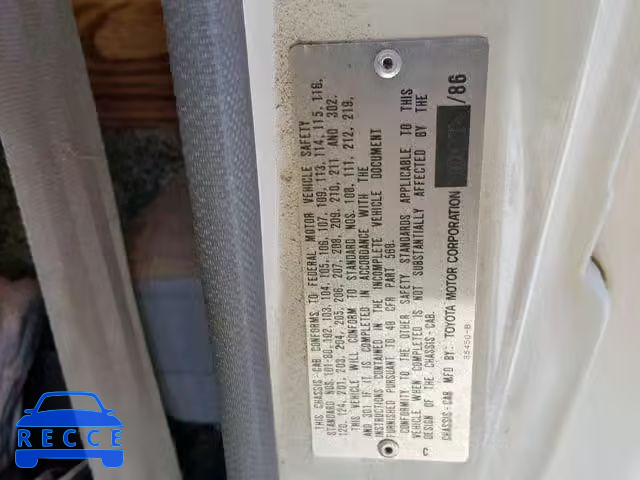 THIS CHASSIS-CAB CONFORMS TO FEDERAL MOTOR VEHICLE SAFETY
STANDARD NOS. 101-80, 102, 103, 104, 105, 106, 107, 109, 113, 114, 115, 116,
120, 124, 201, 203, 204, 205, 206, 207, 208, 209, 210, 211 AND 302.
THIS VEHICLE WILL CONFORM TO STANDARD NOS. 108, 111, 212, 219,
AND 301 IF IT IS COMPLETED IN ACCORDANCE WITH THE
INSTRUCTIONS CONTAINED IN THE INCOMPLETE VEHICLE DOCUMENT
FURNISHED PURSUANT TO 49 CFR PART 568.
CONFORMITY TO THE OTHER SAFETY STANDARDS APPLICABLE TO THIS
VEHICLE WHEN COMPLETED IS NOT SUBSTANTIALLY AFFECTED BY THE
DESIGN OF THE CHASSIS-CAB.
C CHASSIS-CAB MFD BY: TOYOTA MOTOR CORPORATION /86
35450-B
RECCE